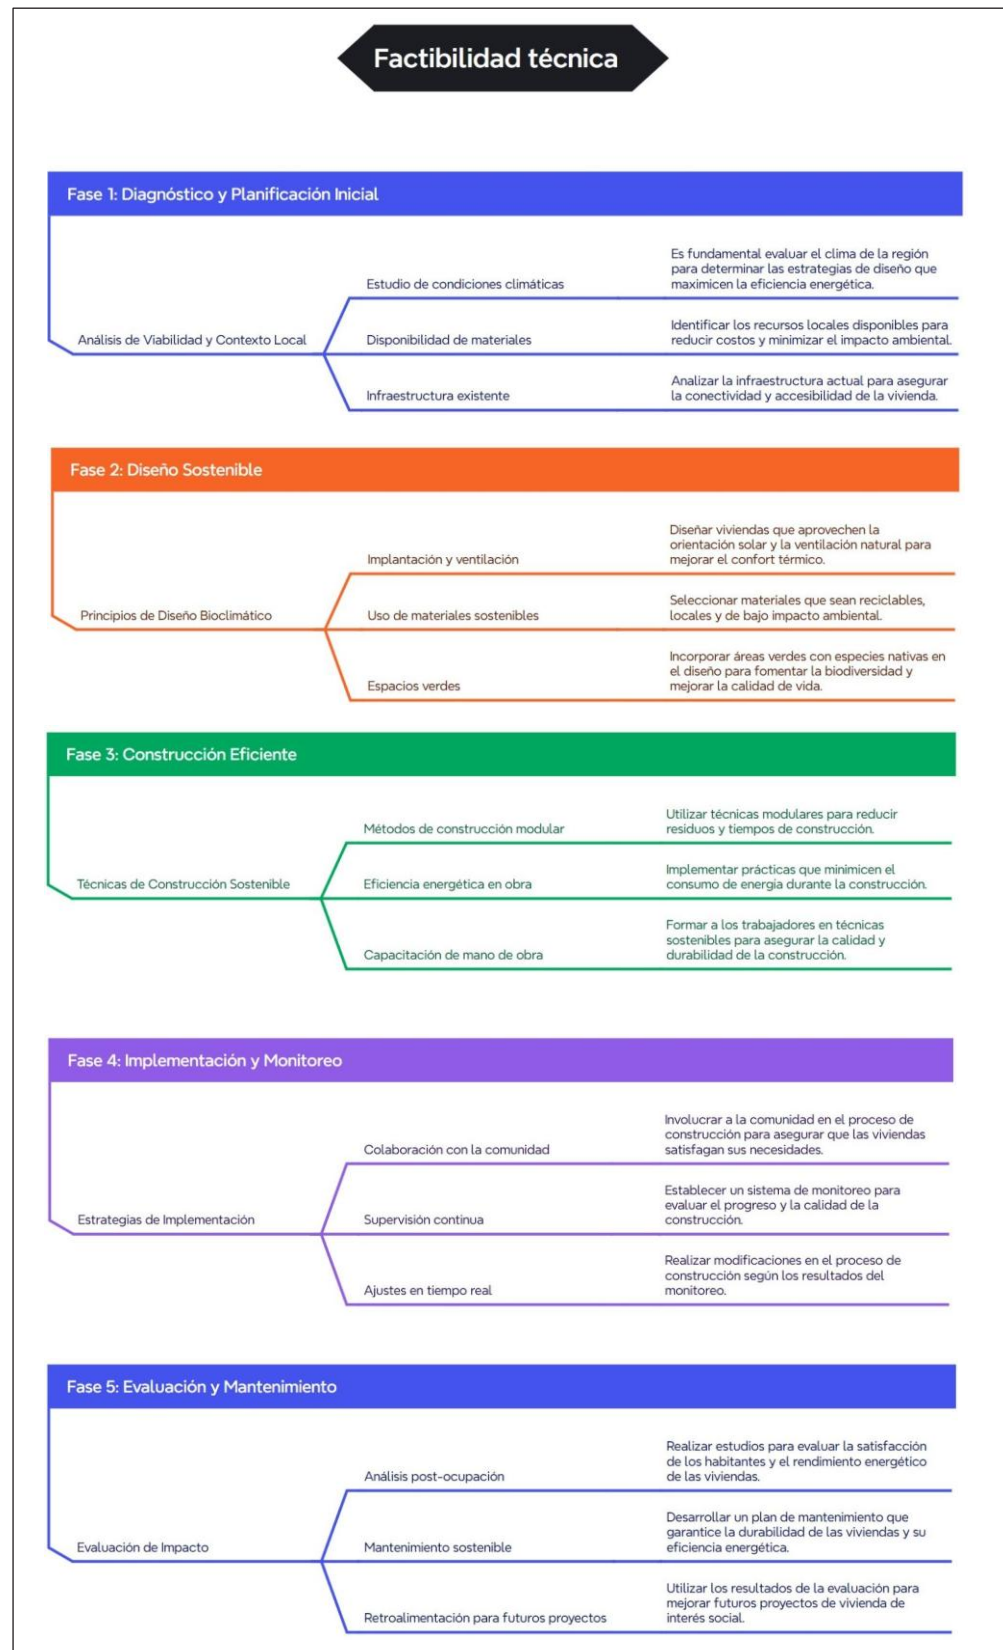 Factibilidad técnica
Fase 1: Diagnóstico y Planificación Inicial
Análisis de Viabilidad y Contexto Local
Estudio de condiciones climáticas
Es fundamental evaluar el clima de la región
para determinar las estrategias de diseño que
maximicen la eficiencia energética.
Disponibilidad de materiales
Identificar los recursos locales disponibles para
reducir costos y minimizar el impacto ambiental.
Infraestructura existente
Analizar la infraestructura actual para asegurar
la conectividad y accesibilidad de la vivienda.
Fase 2: Diseño Sostenible
Principios de Diseño Bioclimático
Implantación y ventilación
Diseñar viviendas que aprovechen la
orientación solar y la ventilación natural para
mejorar el confort térmico.
Uso de materiales sostenibles
Seleccionar materiales que sean reciclables,
locales y de bajo impacto ambiental.
Espacios verdes
Incorporar áreas verdes con especies nativas en
el diseño para fomentar la biodiversidad y
mejorar la calidad de vida.
Fase 3: Construcción Eficiente
Técnicas de Construcción Sostenible
Métodos de construcción modular
Utilizar técnicas modulares para reducir
residuos y tiempos de construcción.
Eficiencia energética en obra
Implementar prácticas que minimicen el
consumo de energía durante la construcción.
Capacitación de mano de obra
Formar a los trabajadores en técnicas
sostenibles para asegurar la calidad y
durabilidad de la construcción.
Fase 4: Implementación y Monitoreo
Estrategias de Implementación
Colaboración con la comunidad
Involucrar a la comunidad en el proceso de
construcción para asegurar que las viviendas
satisfagan sus necesidades.
Supervisión continua
Establecer un sistema de monitoreo para
evaluar el progreso y la calidad de la
construcción.
Ajustes en tiempo real
Realizar modificaciones en el proceso de
construcción según los resultados del
monitoreo.
Fase 5: Evaluación y Mantenimiento
Evaluación de Impacto
Análisis post-ocupación
Realizar estudios para evaluar la satisfacción
de los habitantes y el rendimiento energético
de las viviendas.
Mantenimiento sostenible
Desarrollar un plan de mantenimiento que
garantice la durabilidad de las viviendas y su
eficiencia energética.
Retroalimentación para futuros proyectos
Utilizar los resultados de la evaluación para
mejorar futuros proyectos de vivienda de
interés social.